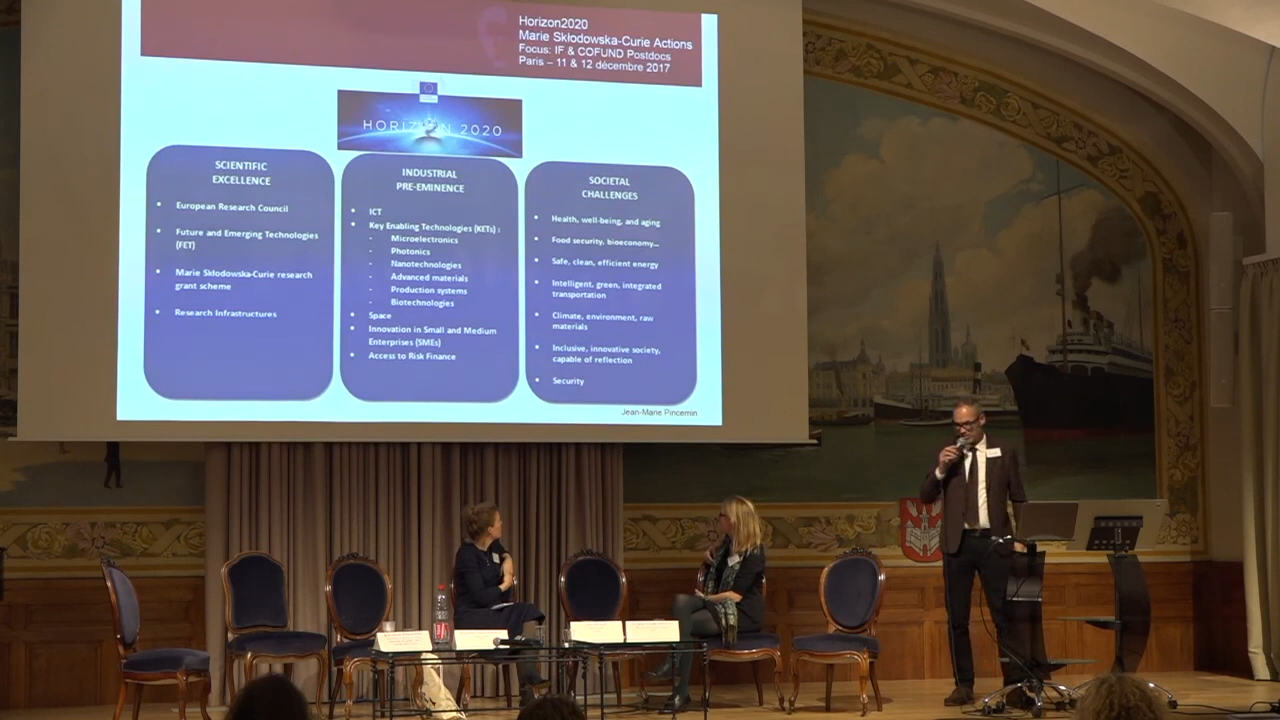 Horizon2020
Marie Skłodowska-Curie Actions
Focus: IF & COFUND Postdocs
Paris – 11 & 12 décembre 2017
HORIZON 2020
SCIENTIFIC
EXCELLENCE
• European Research Council
• Future and Emerging Technologies
(FET)
• Marie Skłodowska-Curie research
grant scheme
• Research Infrastructures
INDUSTRIAL
PRE-EMINENCE
• ICT
• Key Enabling Technologies (KETs) :
- Microelectronics
- Photonics
- Nanotechnologies
- Advanced materials
- Production systems
- Biotechnologies
• Space
• Innovation in Small and Medium
Enterprises (SMEs)
• Access to Risk Finance
SOCIETAL
CHALLENGES
• Health, well-being, and aging
• Food security, bioeconomy...
• Safe, clean, efficient energy
• Intelligent, green, integrated
transportation
• Climate, environment, raw
materials
• Inclusive, innovative society,
capable of reflection
• Security
Jean-Marie Pincemin